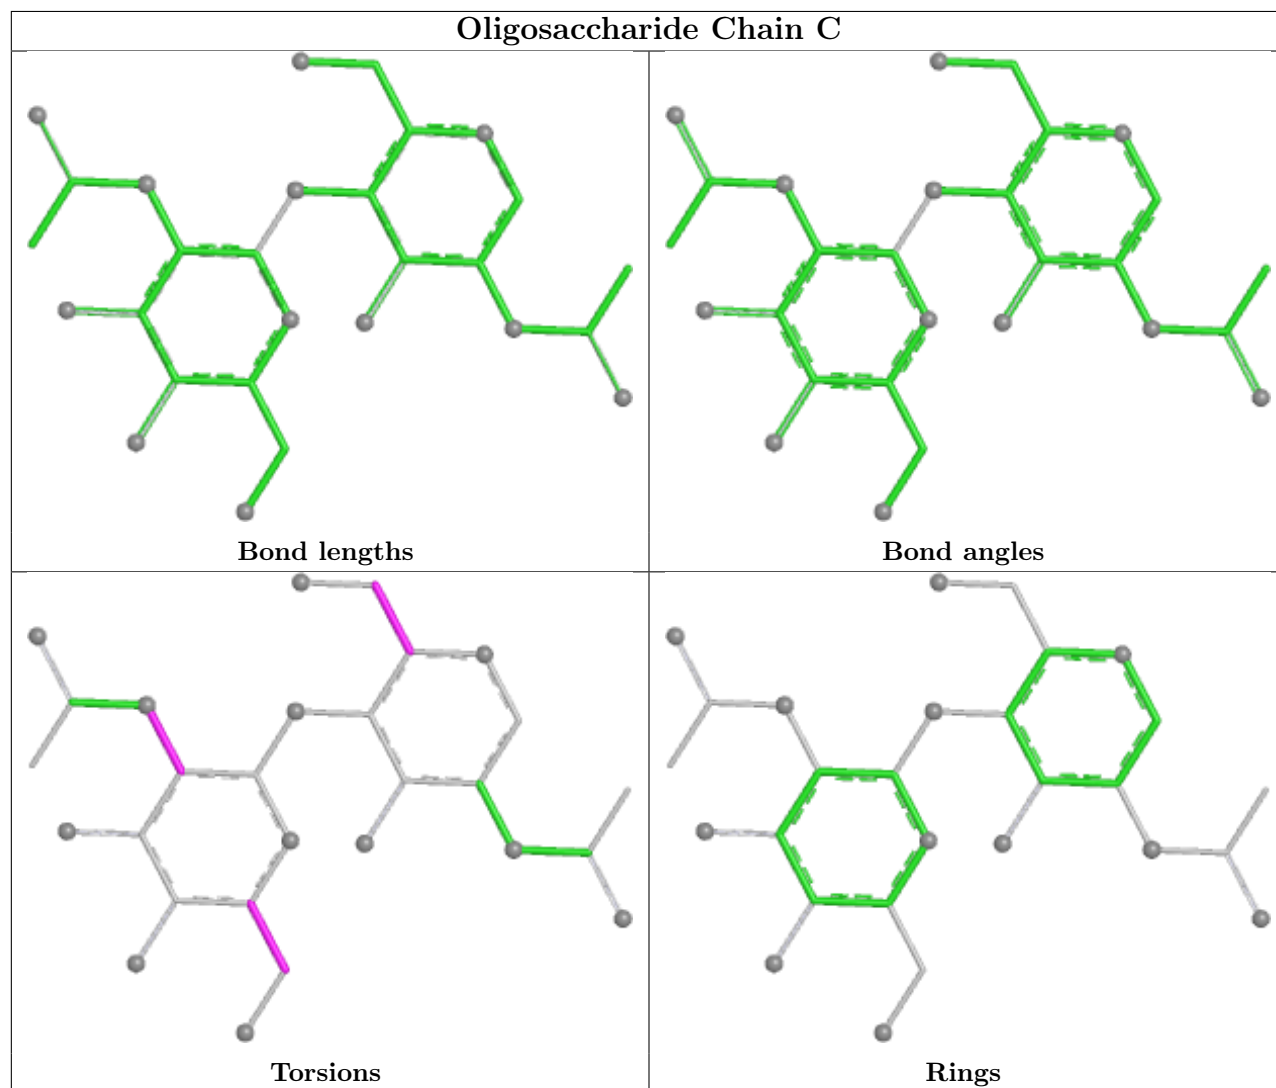 Oligosaccharide Chain C
Bond lengths
Bond angles
Torsions
Rings